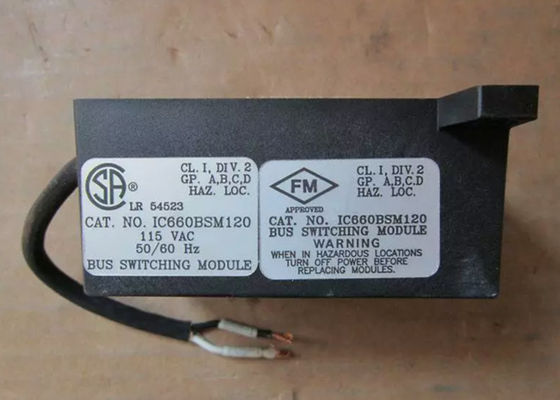 CSA®
CL. I, DIV. 2
GP. A,B,C,D
HAZ. LOC.
LR 54523
CAT. NO. IC660BSM120
115 VAC
50/60 Hz
BUS SWITCHING MODULE
FM
APPROVED
CL. I, DIV. 2
GP. A,B,C,D
HAZ. LOC.
CAT. NO. IC660BSM120
BUS SWITCHING MODULE
WARNING
WHEN IN HAZARDOUS LOCATIONS
TURN OFF POWER BEFORE
REPLACING MODULES.